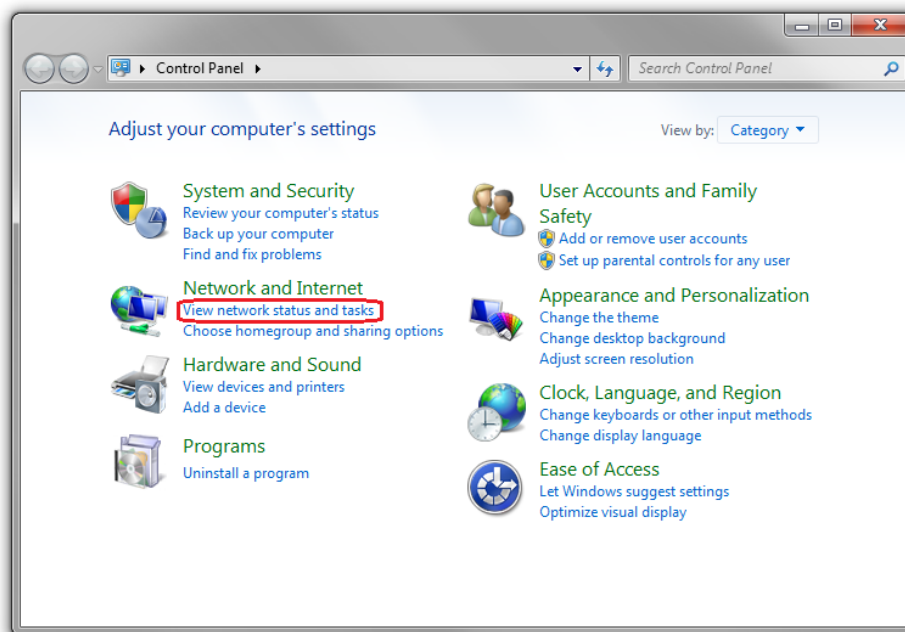 Control Panel
Search Control Panel
Adjust your computer's settings
View by: Category
System and Security
Review your computer's status
Back up your computer
Find and fix problems
Network and Internet
View network status and tasks
Choose homegroup and sharing options
Hardware and Sound
View devices and printers
Add a device
Programs
Uninstall a program
User Accounts and Family
Safety
Add or remove user accounts
Set up parental controls for any user
Appearance and Personalization
Change the theme
Change desktop background
Adjust screen resolution
Clock, Language, and Region
Change keyboards or other input methods
Change display language
Ease of Access
Let Windows suggest settings
Optimize visual display